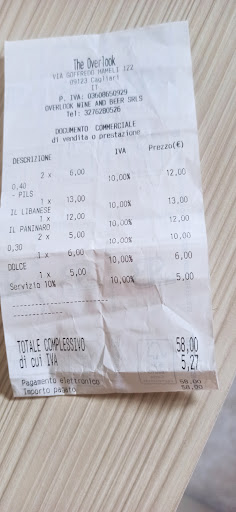 The Overlook
VIA GOFFREDO MAMELI 122
09123 Cagliari
IT
P. IVA: 03608650929
OVERLOOK WINE AND BEER SRLS
Tel: 3276280526
DOCUMENTO COMMERCIALE
di vendita o prestazione
DESCRIZIONE IVA Prezzo(€)
2 x 6,00 10,00% 12,00
0,40
- PILS
1 x 13,00 10,00% 13,00
IL LIBANESE
1 x 12,00 10,00% 12,00
IL PANINARO
2 x 5,00 10,00% 10,00
0,30
1 x 6,00 10,00% 6,00
DOLCE
1 x 5,00 10,00% 5,00
Servizio 10%
TOTALE COMPLESSIVO 58,00
di cui IVA 5,27
Pagamento elettronico 58,00
Importo pagato 58,00